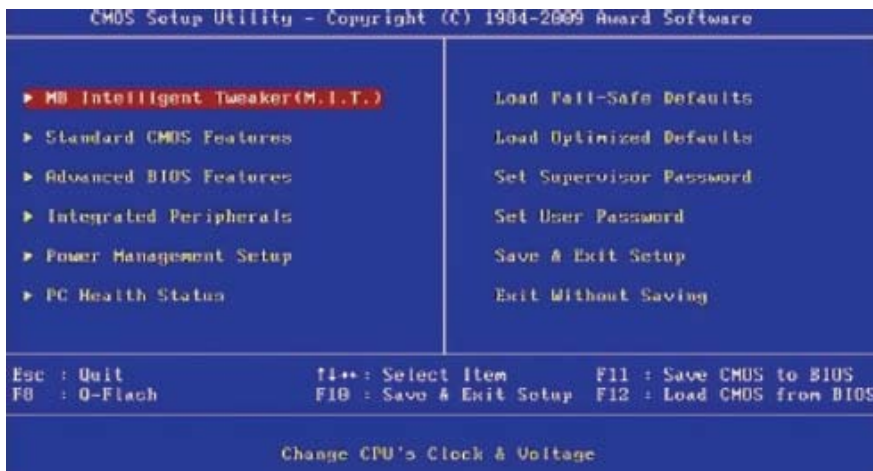 CMOS Setup Utility - Copyright (C) 1984-2009 Award Software
▶ MB Intelligent Tweaker(M.I.T.)
▶ Standard CMOS Features
▶ Advanced BIOS Features
▶ Integrated Peripherals
▶ Power Management Setup
▶ PC Health Status
Load Fail-Safe Defaults
Load Optimized Defaults
Set Supervisor Password
Set User Password
Save & Exit Setup
Exit Without Saving
Esc : Quit
F8 : Q-Flash
↑↓→←: Select Item
F10 : Save & Exit Setup
F11 : Save CMOS to BIOS
F12 : Load CMOS from BIOS
Change CPU's Clock & Voltage